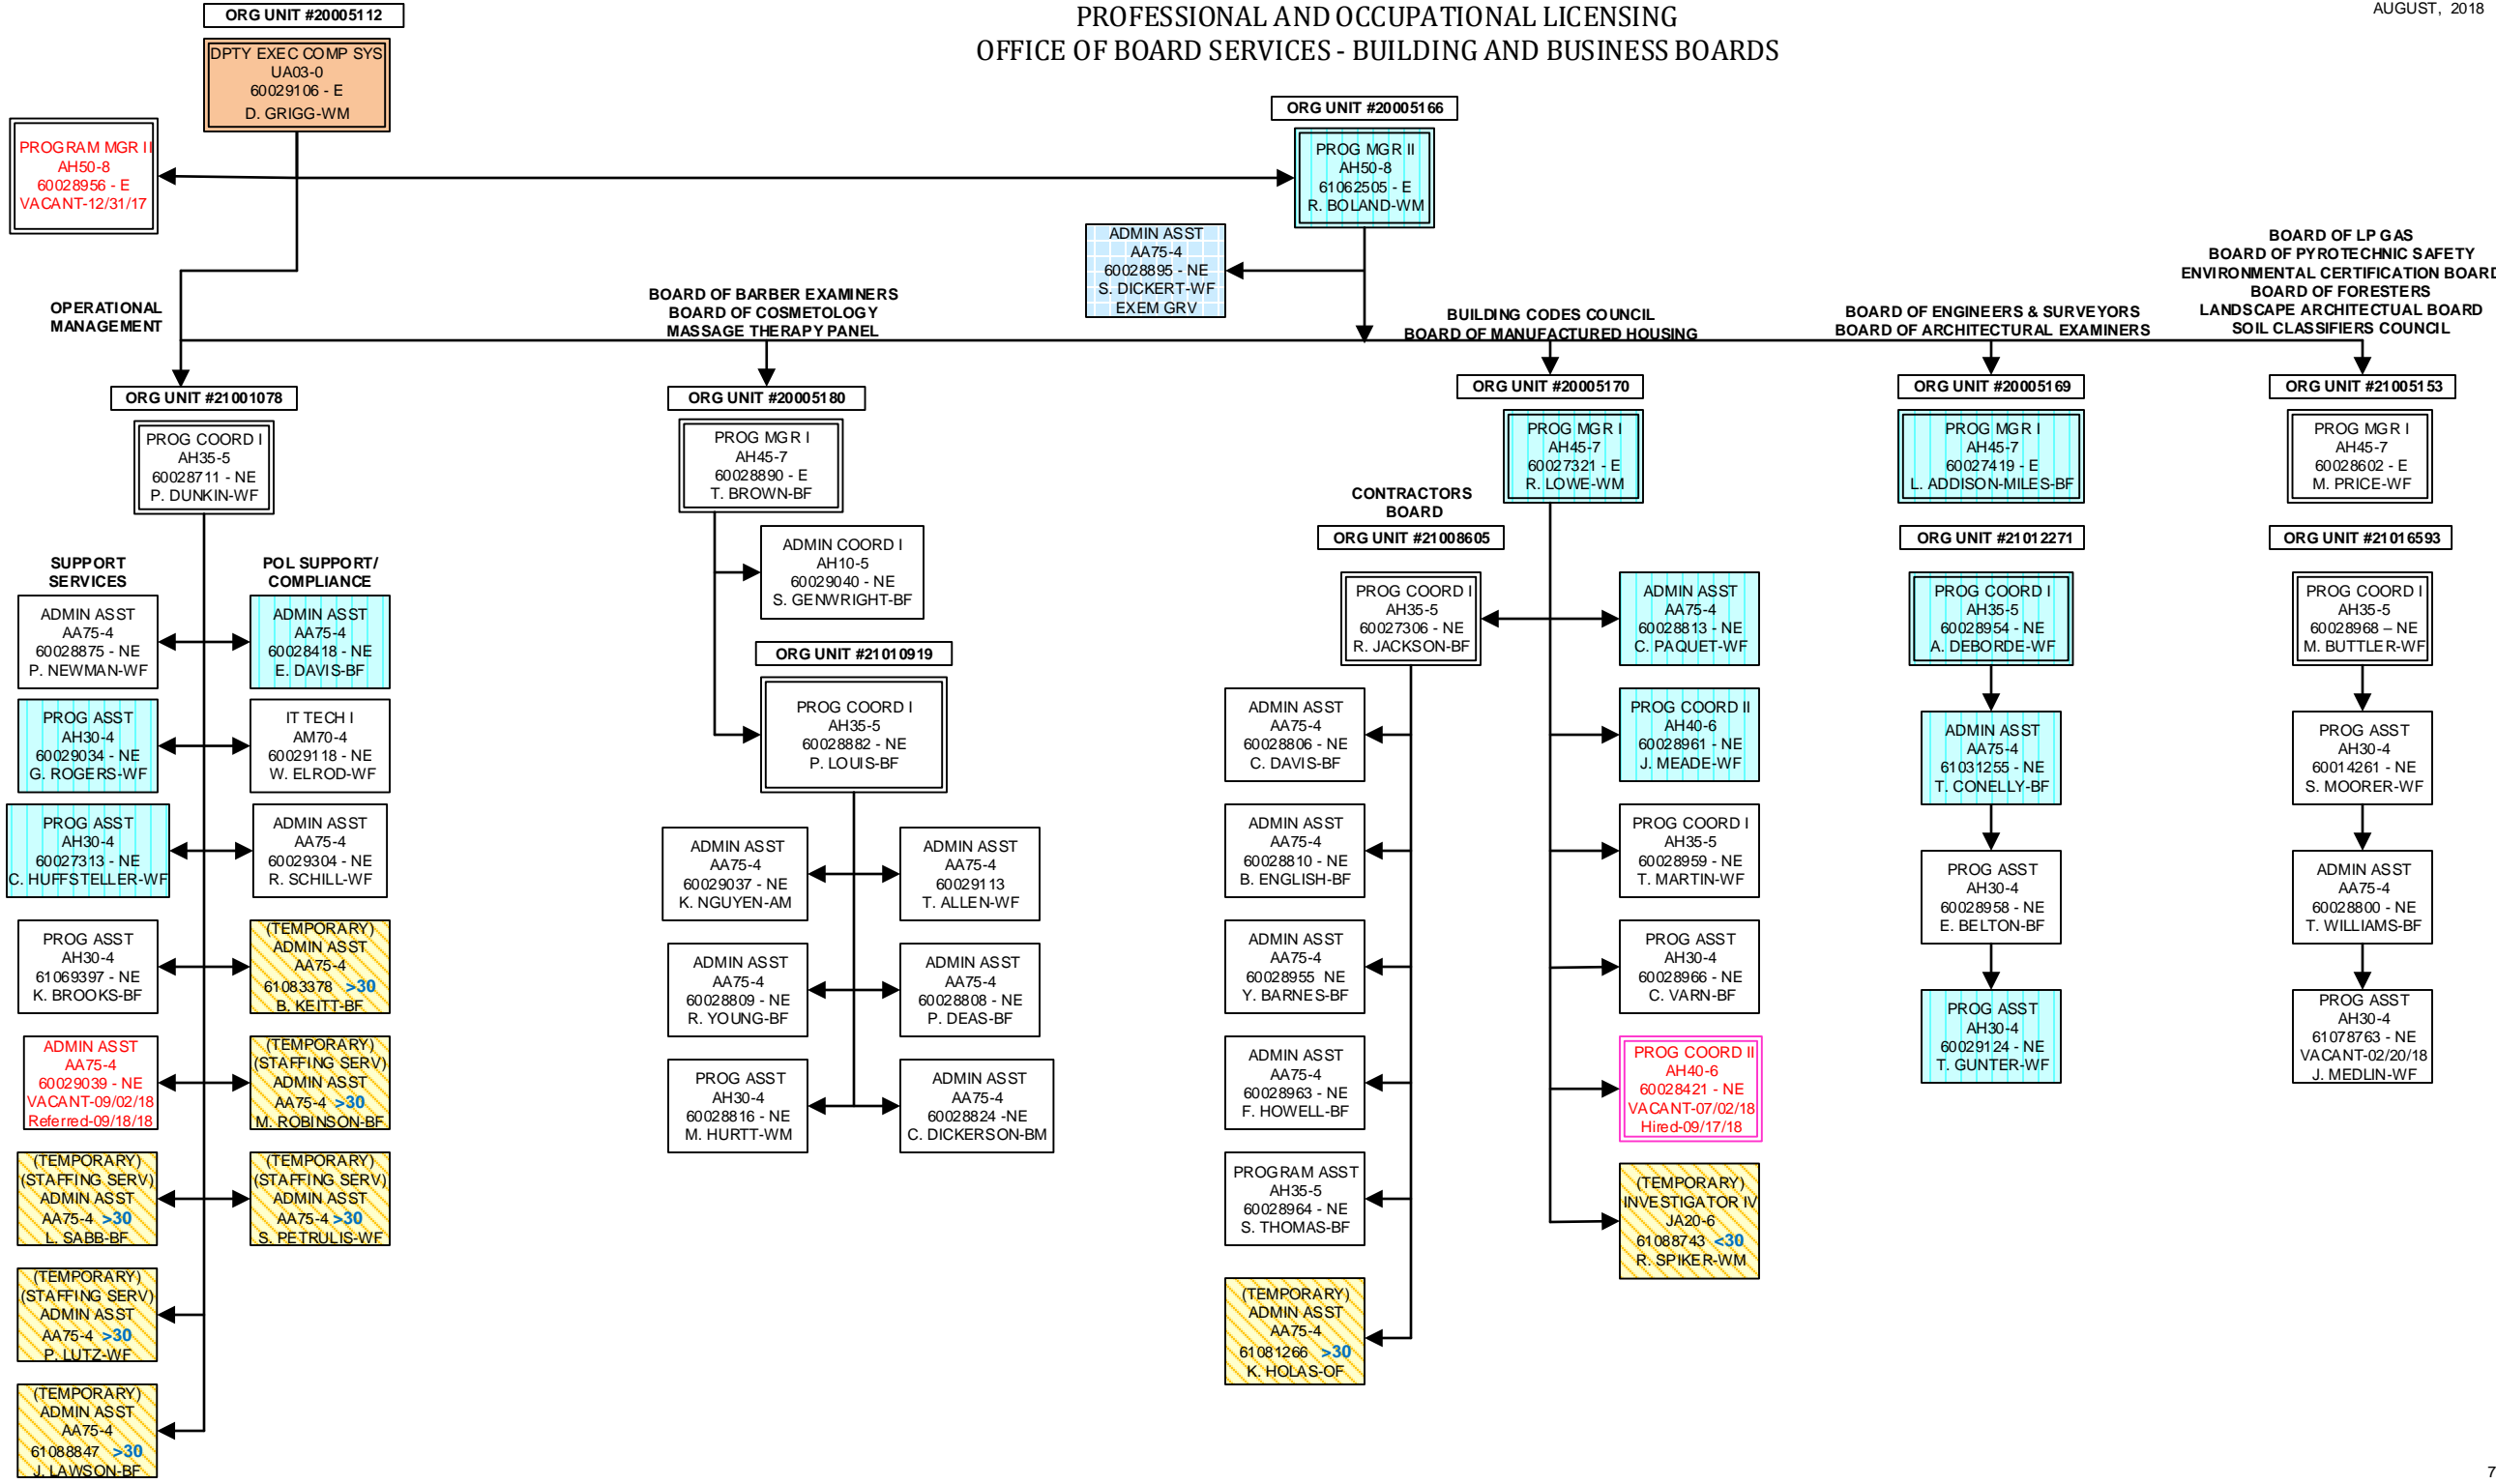 AUGUST, 2018
PROFESSIONAL AND OCCUPATIONAL LICENSING
OFFICE OF BOARD SERVICES - BUILDING AND BUSINESS BOARDS
ORG UNIT #20005112
DPTY EXEC COMP SYS
UA03-0
60029106 - E
D. GRIGG-WM
PROGRAM MGR II
AH50-8
60028956 - E
VACANT-12/31/17
ORG UNIT #20005166
PROG MGR II
AH50-8
61062505 - E
R. BOLAND-WM
ADMIN ASST
AA75-4
60028895 - NE
S. DICKERT-WF
EXEM GRV
OPERATIONAL
MANAGEMENT
ORG UNIT #21001078
PROG COORD I
AH35-5
60028711 - NE
P. DUNKIN-WF
SUPPORT
SERVICES
ADMIN ASST
AA75-4
60028875 - NE
P. NEWMAN-WF
PROG ASST
AH30-4
60029034 - NE
G. ROGERS-WF
PROG ASST
AH30-4
60027313 - NE
C. HUFFSTELLER-WF
PROG ASST
AH30-4
61069397 - NE
K. BROOKS-BF
ADMIN ASST
AA75-4
60029039 - NE
VACANT-09/02/18
Referred-09/18/18
(TEMPORARY)
(STAFFING SERV)
ADMIN ASST
AA75-4 >30
L. SABB-BF
(TEMPORARY)
(STAFFING SERV)
ADMIN ASST
AA75-4 >30
P. LUTZ-WF
(TEMPORARY)
ADMIN ASST
AA75-4
61088847 >30
J. LAWSON-BF
POL SUPPORT/
COMPLIANCE
ADMIN ASST
AA75-4
60028418 - NE
E. DAVIS-BF
IT TECH I
AM70-4
60029118 - NE
W. ELROD-WF
ADMIN ASST
AA75-4
60029304 - NE
R. SCHILL-WF
(TEMPORARY)
ADMIN ASST
AA75-4
61083378 >30
B. KEITT-BF
(TEMPORARY)
(STAFFING SERV)
ADMIN ASST
AA75-4 >30
M. ROBINSON-BF
(TEMPORARY)
(STAFFING SERV)
ADMIN ASST
AA75-4 >30
S. PETRULIS-WF
BOARD OF BARBER EXAMINERS
BOARD OF COSMETOLOGY
MASSAGE THERAPY PANEL
ORG UNIT #20005180
PROG MGR I
AH45-7
60028890 - E
T. BROWN-BF
ADMIN COORD I
AH10-5
60029040 - NE
S. GENWRIGHT-BF
ORG UNIT #21010919
PROG COORD I
AH35-5
60028882 - NE
P. LOUIS-BF
ADMIN ASST
AA75-4
60029037 - NE
K. NGUYEN-AM
ADMIN ASST
AA75-4
60029113
T. ALLEN-WF
ADMIN ASST
AA75-4
60028809 - NE
R. YOUNG-BF
ADMIN ASST
AA75-4
60028808 - NE
P. DEAS-BF
PROG ASST
AH30-4
60028816 - NE
M. HURTT-WM
ADMIN ASST
AA75-4
60028824 -NE
C. DICKERSON-BM
BUILDING CODES COUNCIL
BOARD OF MANUFACTURED HOUSING
ORG UNIT #20005170
PROG MGR I
AH45-7
60027321 - E
R. LOWE-WM
CONTRACTORS
BOARD
ORG UNIT #21008605
PROG COORD I
AH35-5
60027306 - NE
R. JACKSON-BF
ADMIN ASST
AA75-4
60028806 - NE
C. DAVIS-BF
ADMIN ASST
AA75-4
60028810 - NE
B. ENGLISH-BF
ADMIN ASST
AA75-4
60028955 NE
Y. BARNES-BF
ADMIN ASST
AA75-4
60028963 - NE
F. HOWELL-BF
PROGRAM ASST
AH35-5
60028964 - NE
S. THOMAS-BF
(TEMPORARY)
ADMIN ASST
AA75-4
61081266 >30
K. HOLAS-OF
ADMIN ASST
AA75-4
60028813 - NE
C. PAQUET-WF
PROG COORD II
AH40-6
60028961 - NE
J. MEADE-WF
PROG COORD I
AH35-5
60028959 - NE
T. MARTIN-WF
PROG ASST
AH30-4
60028966 - NE
C. VARN-BF
PROG COORD II
AH40-6
60028421 - NE
VACANT-07/02/18
Hired-09/17/18
(TEMPORARY)
INVESTIGATOR IV
JA20-6
61088743 <30
R. SPIKER-WM
BOARD OF ENGINEERS & SURVEYORS
BOARD OF ARCHITECTURAL EXAMINERS
ORG UNIT #20005169
PROG MGR I
AH45-7
60027419 - E
L. ADDISON-MILES-BF
ORG UNIT #21012271
PROG COORD I
AH35-5
60028954 - NE
A. DEBORDE-WF
ADMIN ASST
AA75-4
61031255 - NE
T. CONELLY-BF
PROG ASST
AH30-4
60028958 - NE
E. BELTON-BF
PROG ASST
AH30-4
60029124 - NE
T. GUNTER-WF
BOARD OF LP GAS
BOARD OF PYROTECHNIC SAFETY
ENVIRONMENTAL CERTIFICATION BOARD
BOARD OF FORESTERS
LANDSCAPE ARCHITECTUAL BOARD
SOIL CLASSIFIERS COUNCIL
ORG UNIT #21005153
PROG MGR I
AH45-7
60028602 - E
M. PRICE-WF
ORG UNIT #21016593
PROG COORD I
AH35-5
60028968 – NE
M. BUTTLER-WF
PROG ASST
AH30-4
60014261 - NE
S. MOORER-WF
ADMIN ASST
AA75-4
60028800 - NE
T. WILLIAMS-BF
PROG ASST
AH30-4
61078763 - NE
VACANT-02/20/18
J. MEDLIN-WF
7